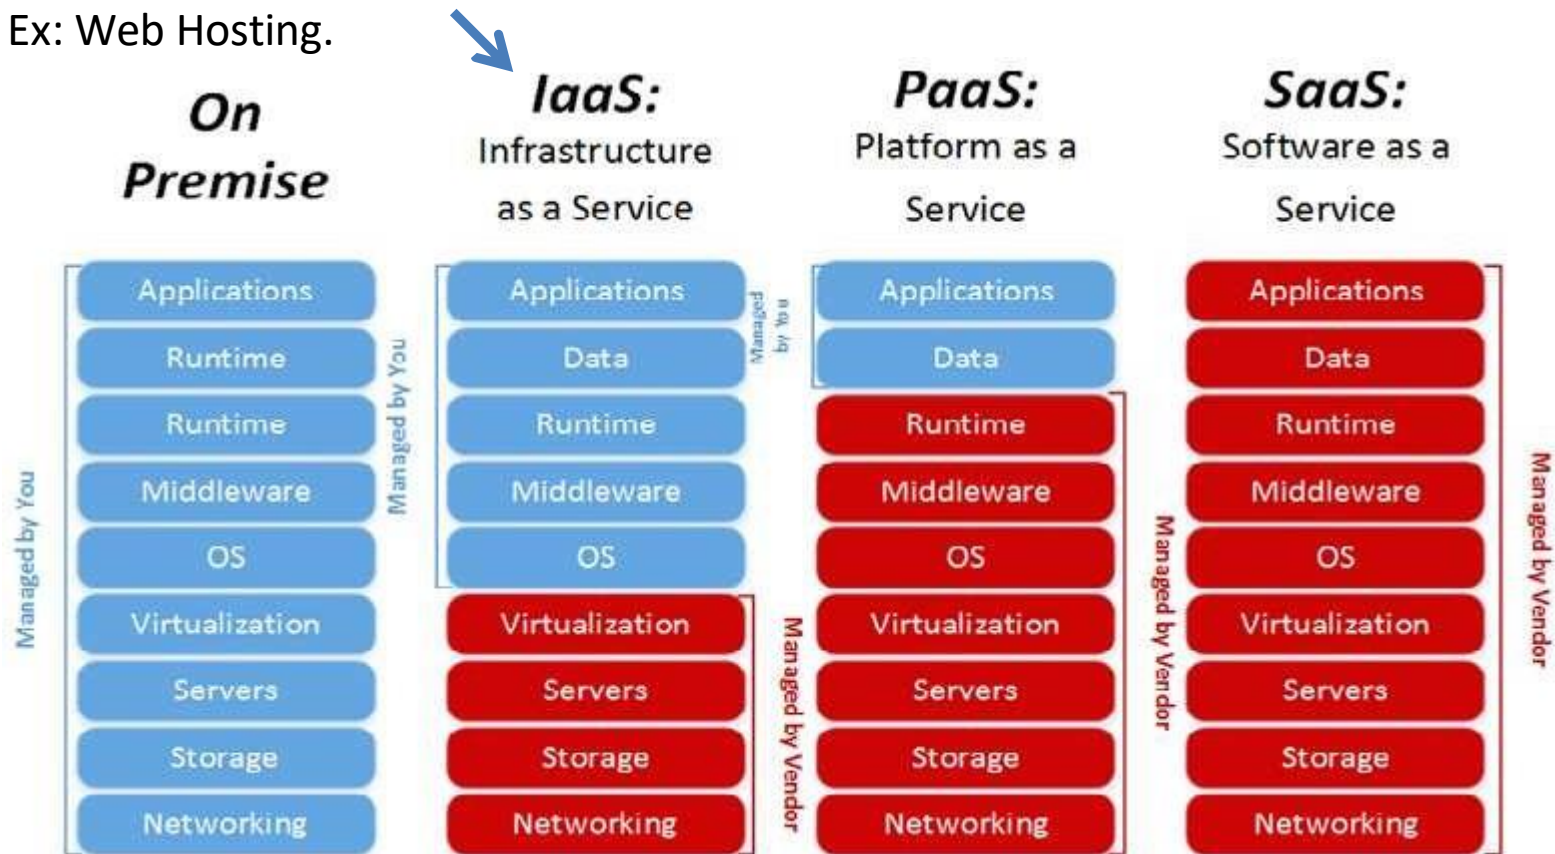 Ex: Web Hosting.
On
Premise
Managed by You
Applications
Runtime
Runtime
Middleware
OS
Virtualization
Servers
Storage
Networking
IaaS:
Infrastructure
as a Service
Managed by You
Applications
Data
Runtime
Middleware
OS
Virtualization
Servers
Storage
Networking
Managed by Vendor
PaaS:
Platform as a
Service
Managed
by You
Applications
Data
Runtime
Middleware
OS
Virtualization
Servers
Storage
Networking
Managed by Vendor
SaaS:
Software as a
Service
Applications
Data
Runtime
Middleware
OS
Virtualization
Servers
Storage
Networking
Managed by Vendor